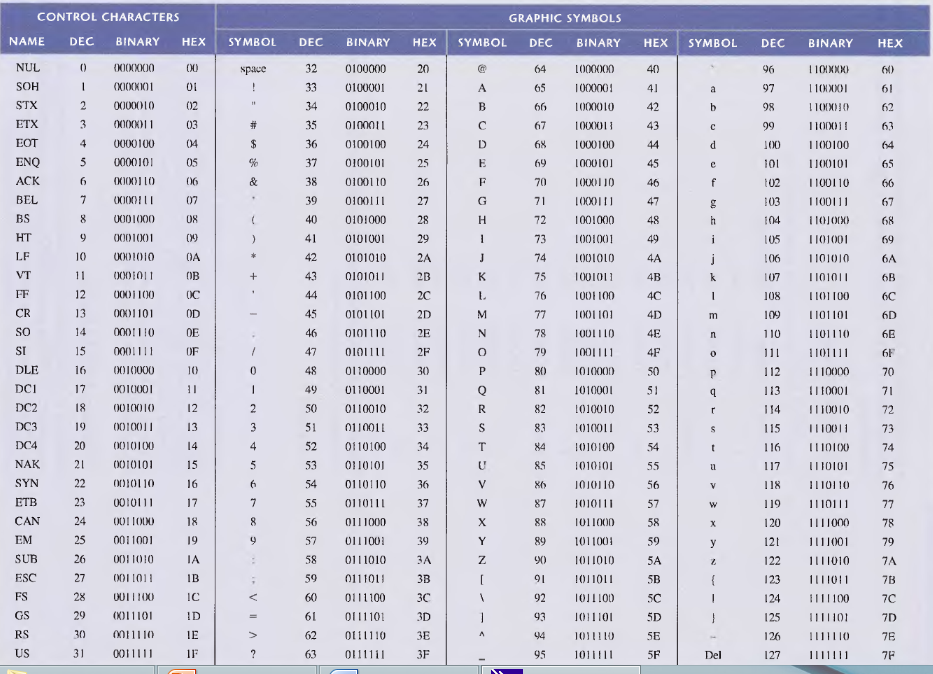 CONTROL CHARACTERS GRAPHIC SYMBOLS
NAME DEC BINARY HEX SYMBOL DEC BINARY HEX SYMBOL DEC BINARY HEX SYMBOL DEC BINARY HEX
NUL 0 0000000 00 space 32 0100000 20 @ 64 1000000 40 ` 96 1100000 60
SOH 1 0000001 01 ! 33 0100001 21 A 65 1000001 41 a 97 1100001 61
STX 2 0000010 02 " 34 0100010 22 B 66 1000010 42 b 98 1100010 62
ETX 3 0000011 03 # 35 0100011 23 C 67 1000011 43 c 99 1100011 63
EOT 4 0000100 04 $ 36 0100100 24 D 68 1000100 44 d 100 1100100 64
ENQ 5 0000101 05 % 37 0100101 25 E 69 1000101 45 e 101 1100101 65
ACK 6 0000110 06 & 38 0100110 26 F 70 1000110 46 f 102 1100110 66
BEL 7 0000111 07 ' 39 0100111 27 G 71 1000111 47 g 103 1100111 67
BS 8 0001000 08 ( 40 0101000 28 H 72 1001000 48 h 104 1101000 68
HT 9 0001001 09 ) 41 0101001 29 I 73 1001001 49 i 105 1101001 69
LF 10 0001010 0A * 42 0101010 2A J 74 1001010 4A j 106 1101010 6A
VT 11 0001011 0B + 43 0101011 2B K 75 1001011 4B k 107 1101011 6B
FF 12 0001100 0C ' 44 0101100 2C L 76 1001100 4C l 108 1101100 6C
CR 13 0001101 0D – 45 0101101 2D M 77 1001101 4D m 109 1101101 6D
SO 14 0001110 0E . 46 0101110 2E N 78 1001110 4E n 110 1101110 6E
SI 15 0001111 0F / 47 0101111 2F O 79 1001111 4F o 111 1101111 6F
DLE 16 0010000 10 0 48 0110000 30 P 80 1010000 50 p 112 1110000 70
DC1 17 0010001 11 1 49 0110001 31 Q 81 1010001 51 q 113 1110001 71
DC2 18 0010010 12 2 50 0110010 32 R 82 1010010 52 r 114 1110010 72
DC3 19 0010011 13 3 51 0110011 33 S 83 1010011 53 s 115 1110011 73
DC4 20 0010100 14 4 52 0110100 34 T 84 1010100 54 t 116 1110100 74
NAK 21 0010101 15 5 53 0110101 35 U 85 1010101 55 u 117 1110101 75
SYN 22 0010110 16 6 54 0110110 36 V 86 1010110 56 v 118 1110110 76
ETB 23 0010111 17 7 55 0110111 37 W 87 1010111 57 w 119 1110111 77
CAN 24 0011000 18 8 56 0111000 38 X 88 1011000 58 x 120 1111000 78
EM 25 0011001 19 9 57 0111001 39 Y 89 1011001 59 y 121 1111001 79
SUB 26 0011010 1A : 58 0111010 3A Z 90 1011010 5A z 122 1111010 7A
ESC 27 0011011 1B ; 59 0111011 3B [ 91 1011011 5B { 123 1111011 7B
FS 28 0011100 1C < 60 0111100 3C \ 92 1011100 5C | 124 1111100 7C
GS 29 0011101 1D = 61 0111101 3D ] 93 1011101 5D } 125 1111101 7D
RS 30 0011110 1E > 62 0111110 3E ^ 94 1011110 5E ~ 126 1111110 7E
US 31 0011111 1F ? 63 0111111 3F _ 95 1011111 5F Del 127 1111111 7F